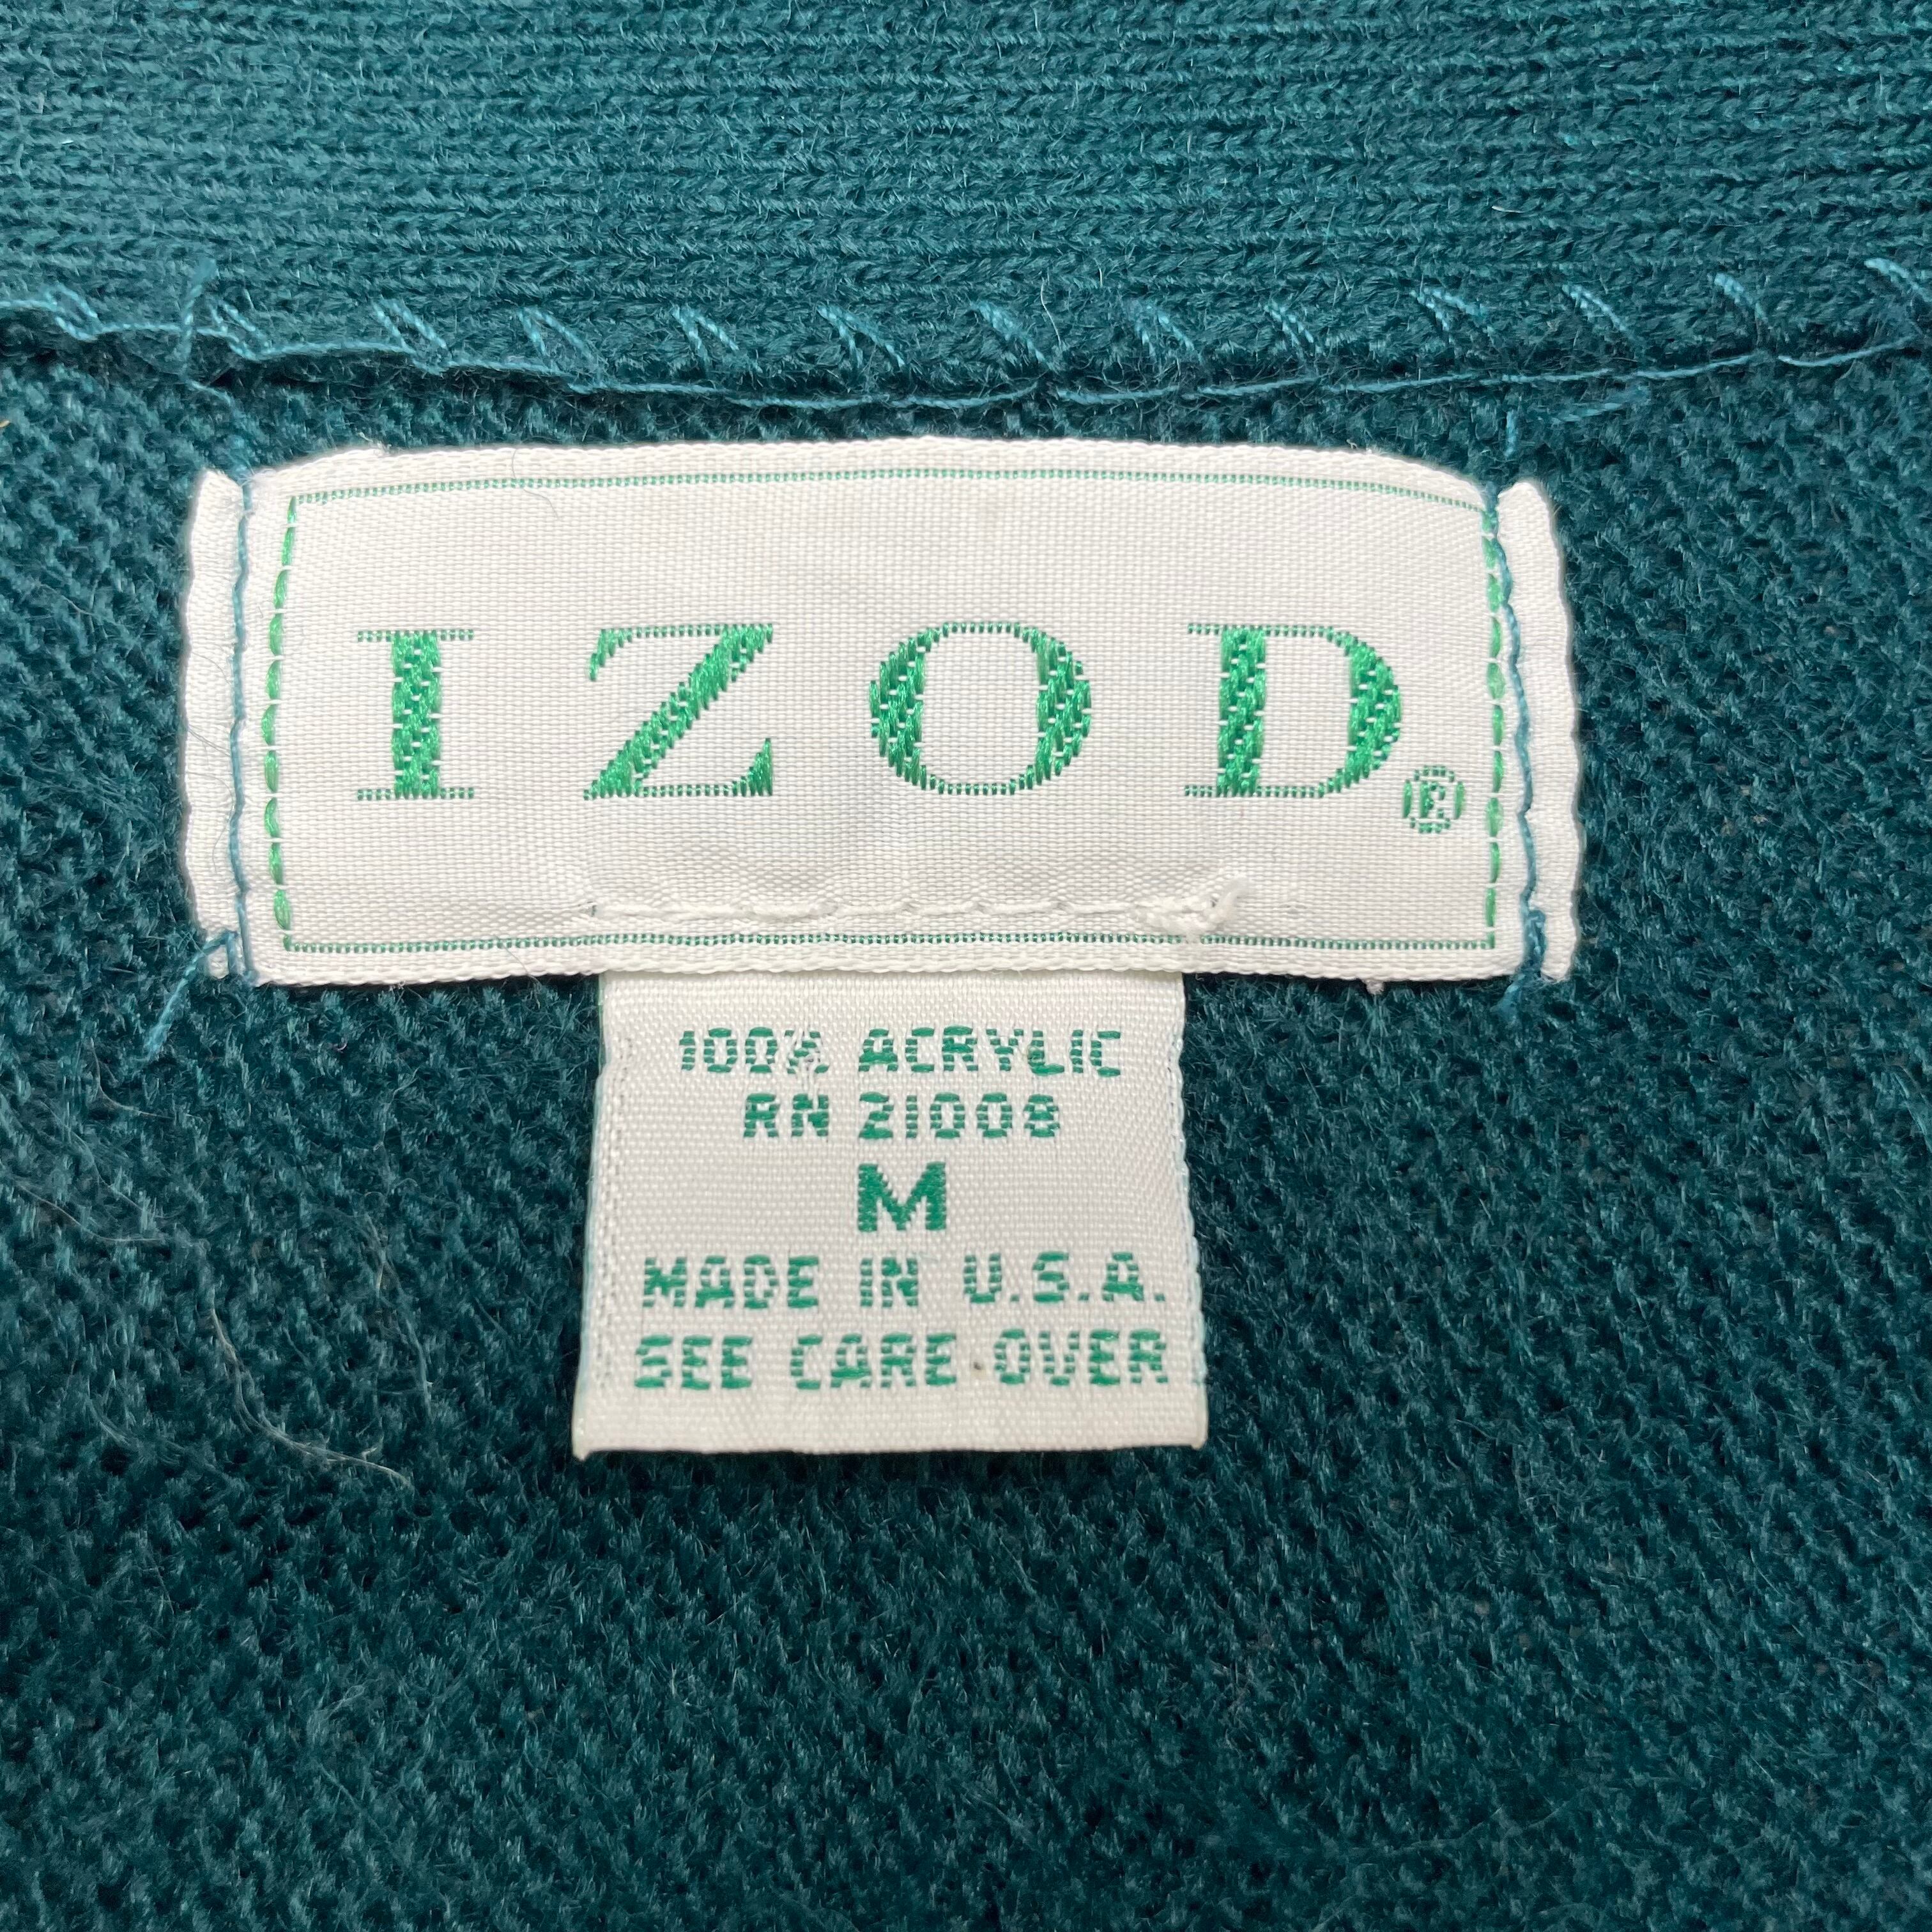 IZOD®
100% ACRYLIC
RN 21008
M
MADE IN U.S.A.
SEE CARE OVER